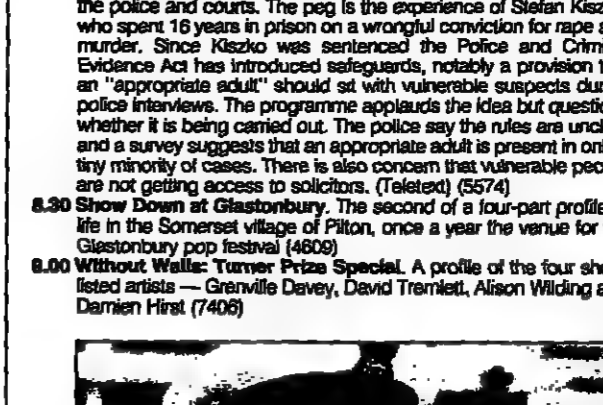 the police and courts. The peg is the experience of Stefan Kisz
who spent 16 years in prison on a wrongful conviction for rape a
murder. Since Kiszko was sentenced the Police and Crim
Evidence Act has introduced safeguards, notably a provision t
an "appropriate adult" should sit with vulnerable suspects dur
police interviews. The programme applauds the idea but questio
whether it is being carried out. The police say the rules are uncl
and a survey suggests that an appropriate adult is present in onl
tiny minority of cases. There is also concern that vulnerable peo
are not getting access to solicitors. (Teletext) (5574)
8.30 Show Down at Glastonbury. The second of a four-part profile
life in the Somerset village of Pilton, once a year the venue for
Glastonbury pop festival (4609)
9.00 Without Walls: Turner Prize Special. A profile of the four sho
listed artists — Grenville Davey, David Tremlett, Alison Wilding a
Damien Hirst (7406)